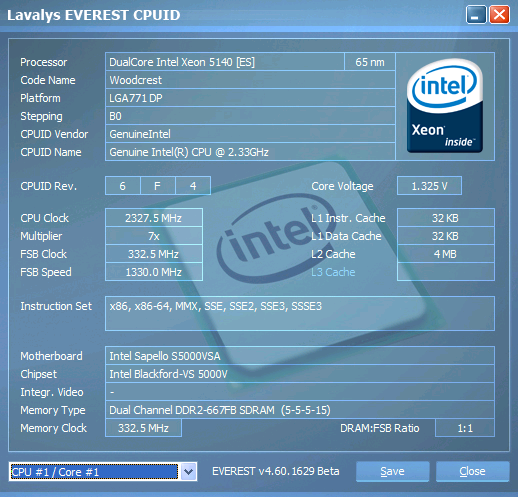 Lavalys EVEREST CPUID
Processor DualCore Intel Xeon 5140 [ES] 65 nm
Code Name Woodcrest
Platform LGA771 DP
Stepping B0
CPUID Vendor GenuineIntel
CPUID Name Genuine Intel(R) CPU @ 2.33GHz
intel
Xeon
inside™
CPUID Rev. 6 F 4 Core Voltage 1.325 V
CPU Clock 2327.5 MHz L1 Instr. Cache 32 KB
Multiplier 7x L1 Data Cache 32 KB
FSB Clock 332.5 MHz L2 Cache 4 MB
FSB Speed 1330.0 MHz L3 Cache
intel
Instruction Set x86, x86-64, MMX, SSE, SSE2, SSE3, SSSE3
Motherboard Intel Sapello S5000VSA
Chipset Intel Blackford-VS 5000V
Integr. Video -
Memory Type Dual Channel DDR2-667FB SDRAM (5-5-5-15)
Memory Clock 332.5 MHz DRAM:FSB Ratio 1:1
CPU #1 / Core #1 EVEREST v4.60.1629 Beta Save Close